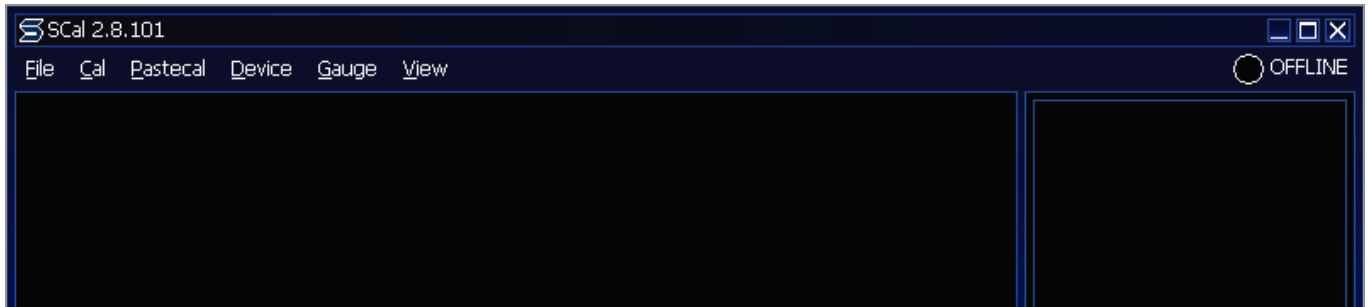 SCal 2.8.101
File Cal Pastecal Device Gauge View OFFLINE